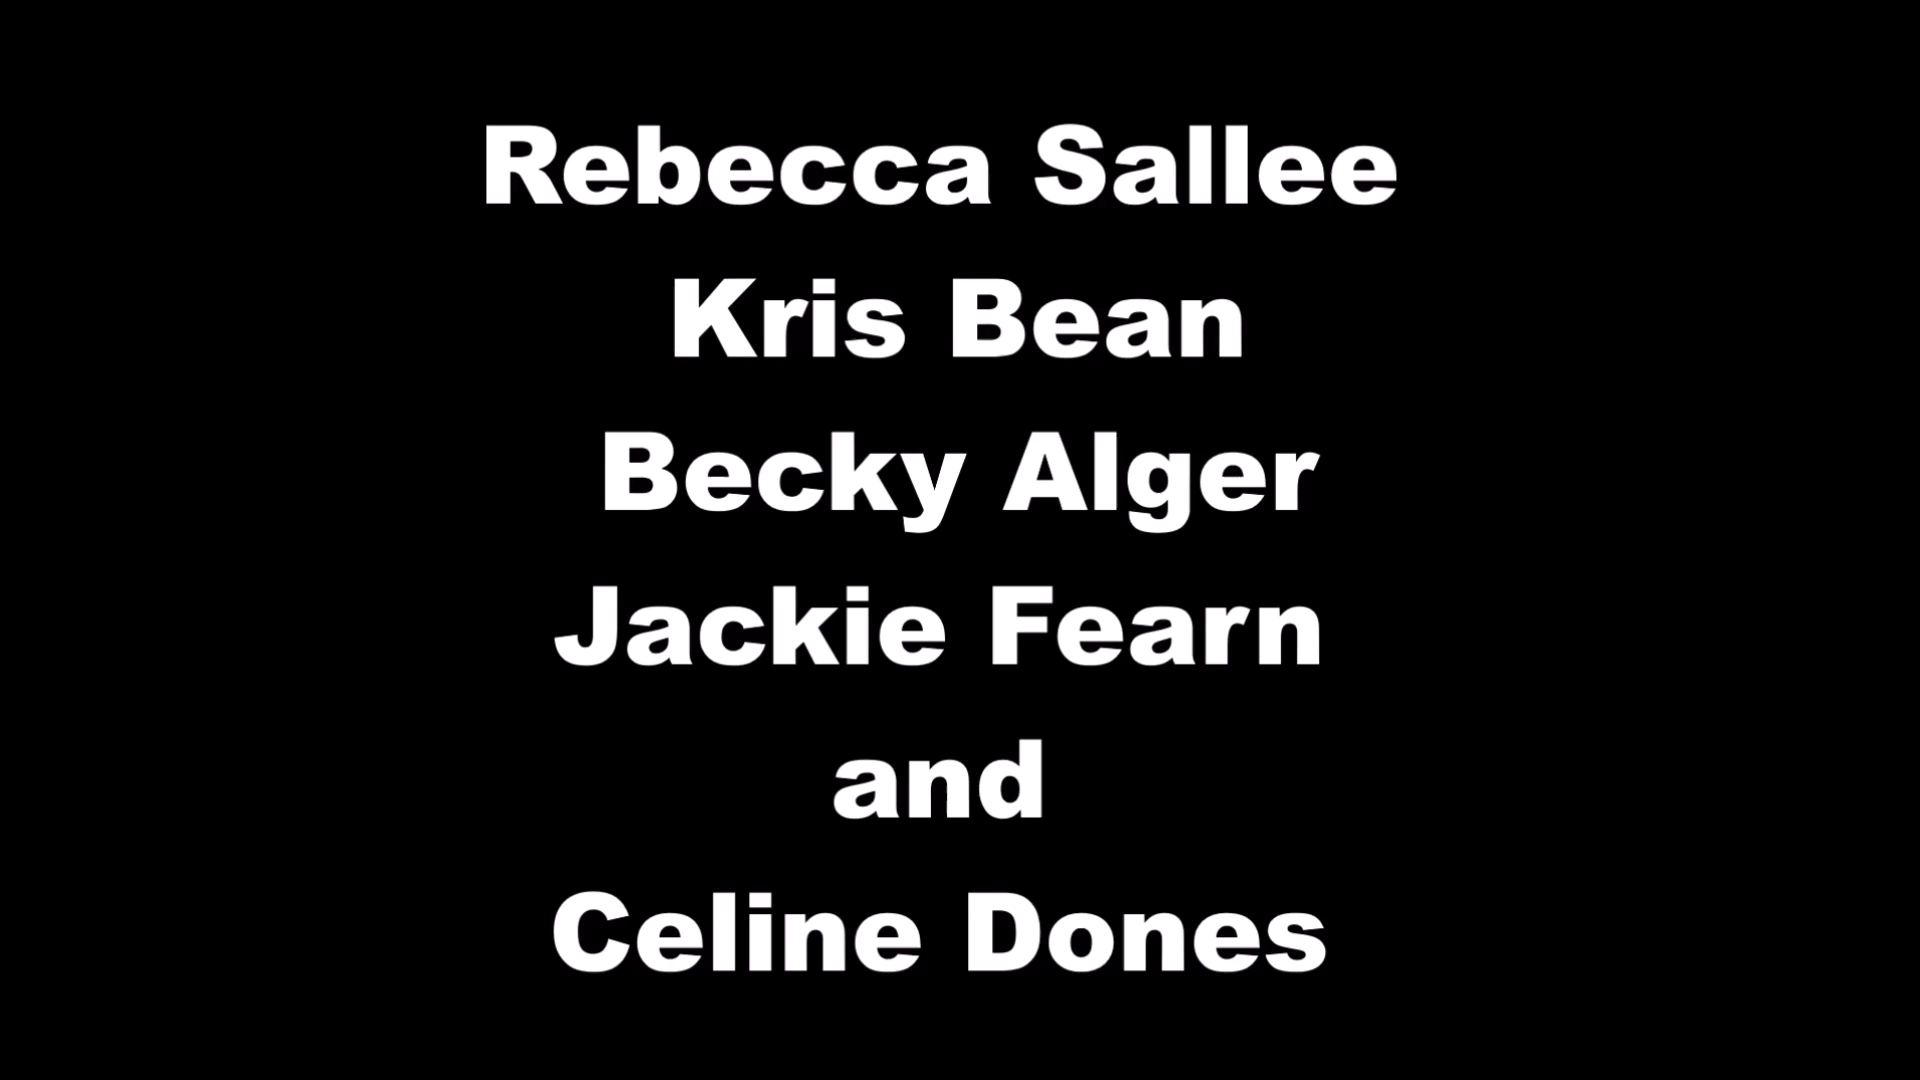 Rebecca Sallee
Kris Bean
Becky Alger
Jackie Fearn
and
Celine Dones